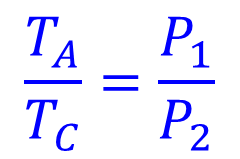 T_A/T_C = P_1/P_2